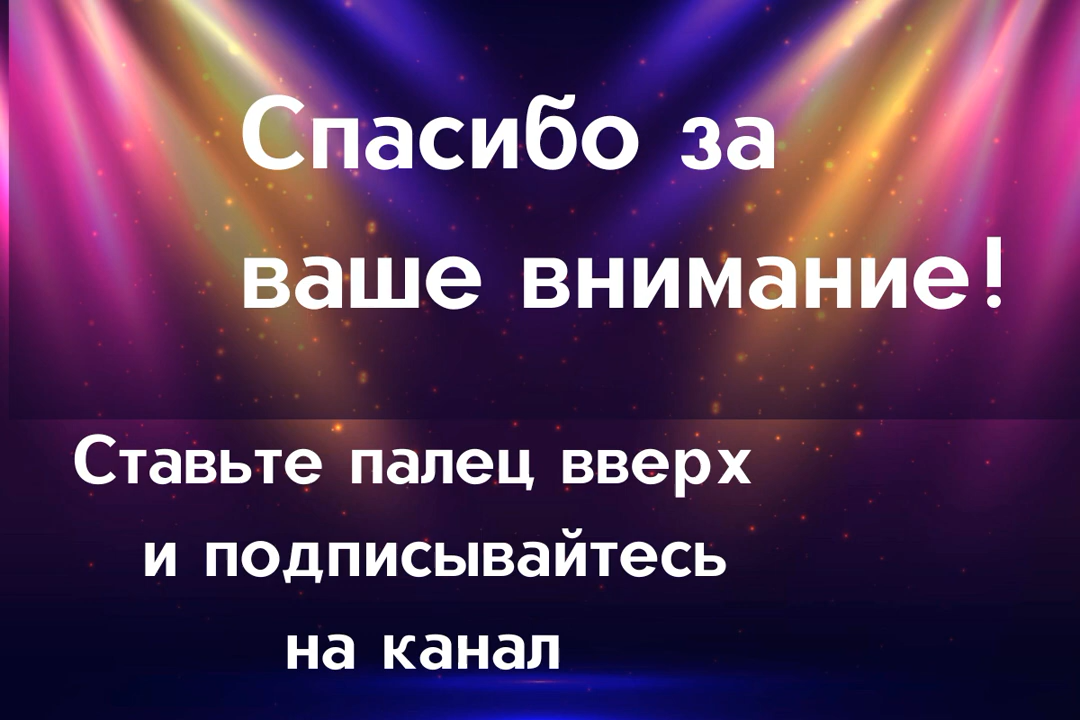 Спасибо за
ваше внимание!
Ставьте палец вверх
и подписывайтесь
на канал